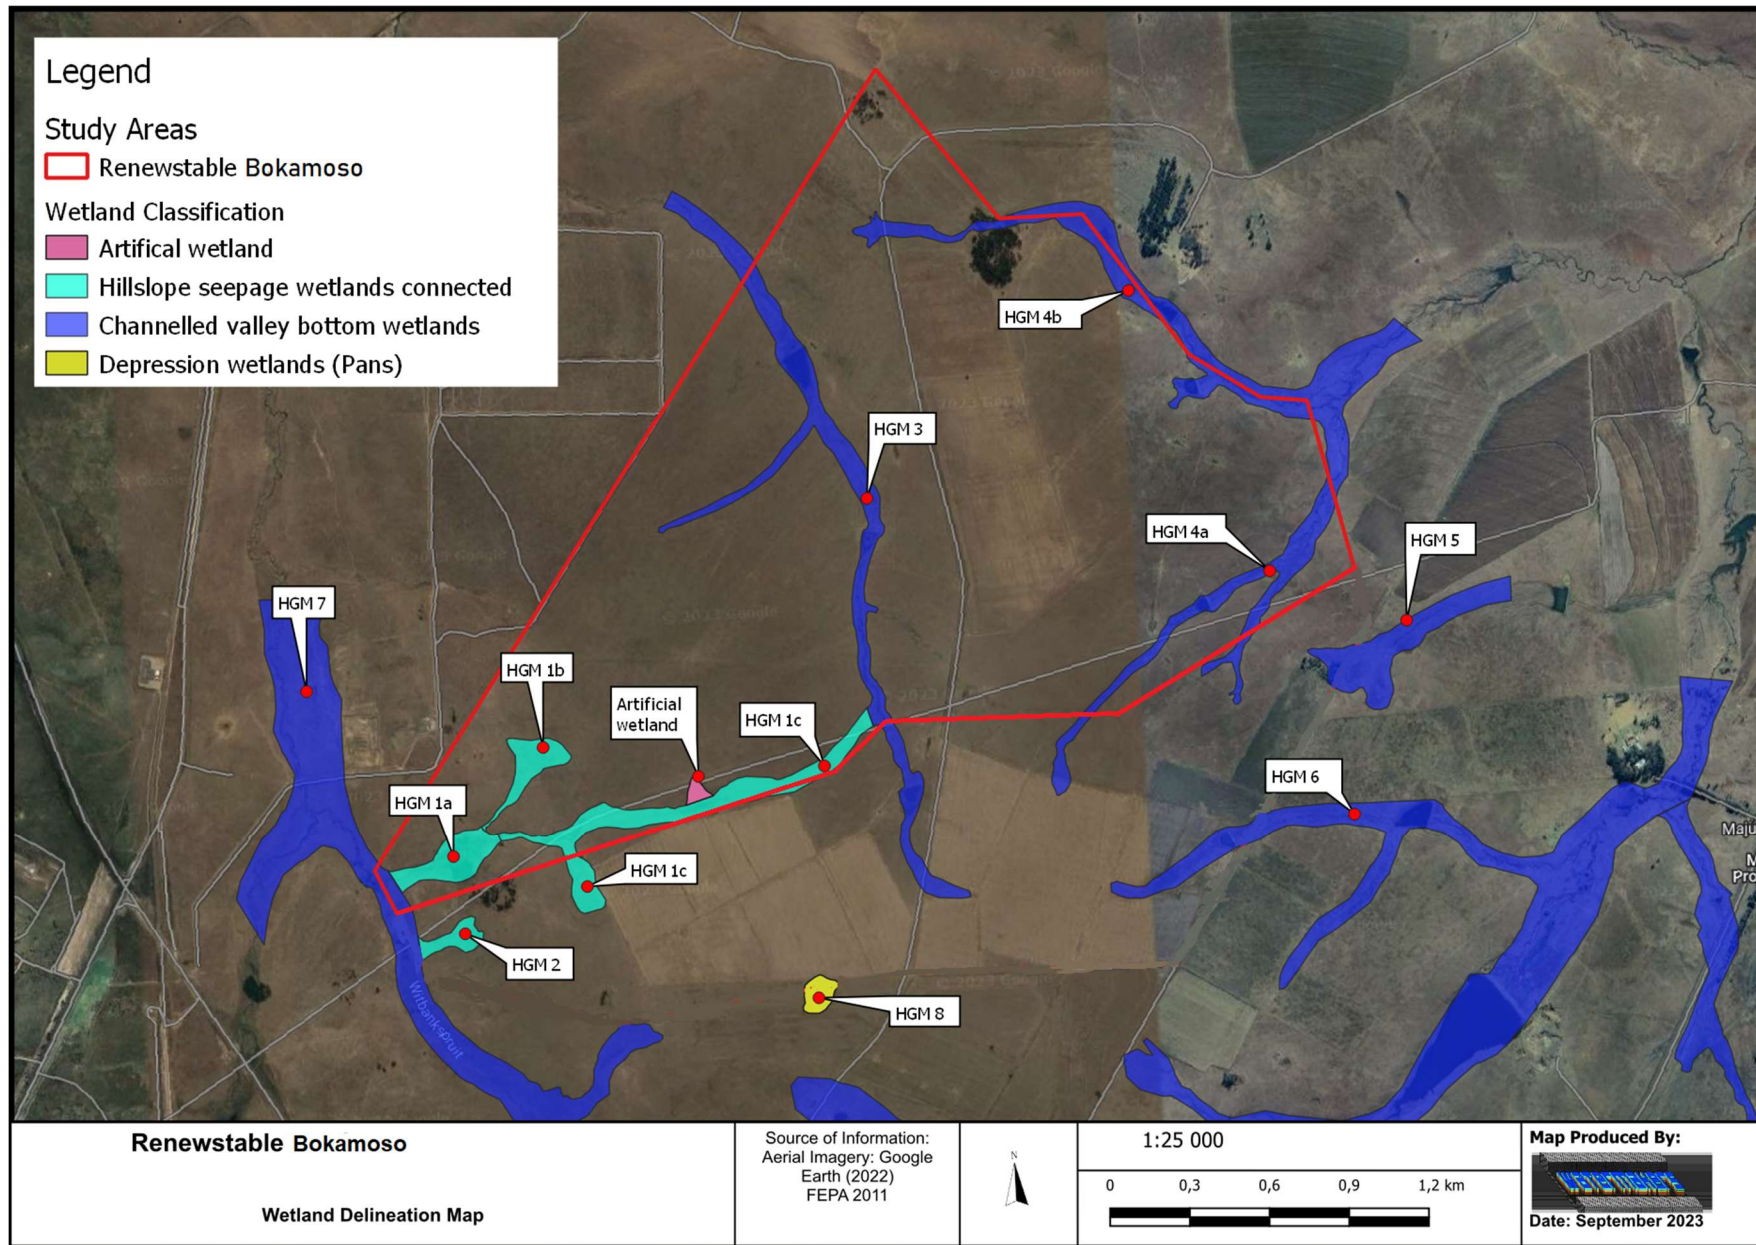 Legend
Study Areas
Renewstable Bokamoso
Wetland Classification
Artifical wetland
Hillslope seepage wetlands connected
Channelled valley bottom wetlands
Depression wetlands (Pans)
HGM 4b
HGM 3
HGM 4a
HGM 5
HGM 7
HGM 1b
Artificial
wetland
HGM 1c
HGM 1a
HGM 6
HGM 1c
HGM 2
HGM 8
Witbankspruit
Maju
M
Pro
Renewstable Bokamoso
Wetland Delineation Map
Source of Information:
Aerial Imagery: Google
Earth (2022)
FEPA 2011
N
1:25 000
0 0,3 0,6 0,9 1,2 km
Map Produced By:
Date: September 2023